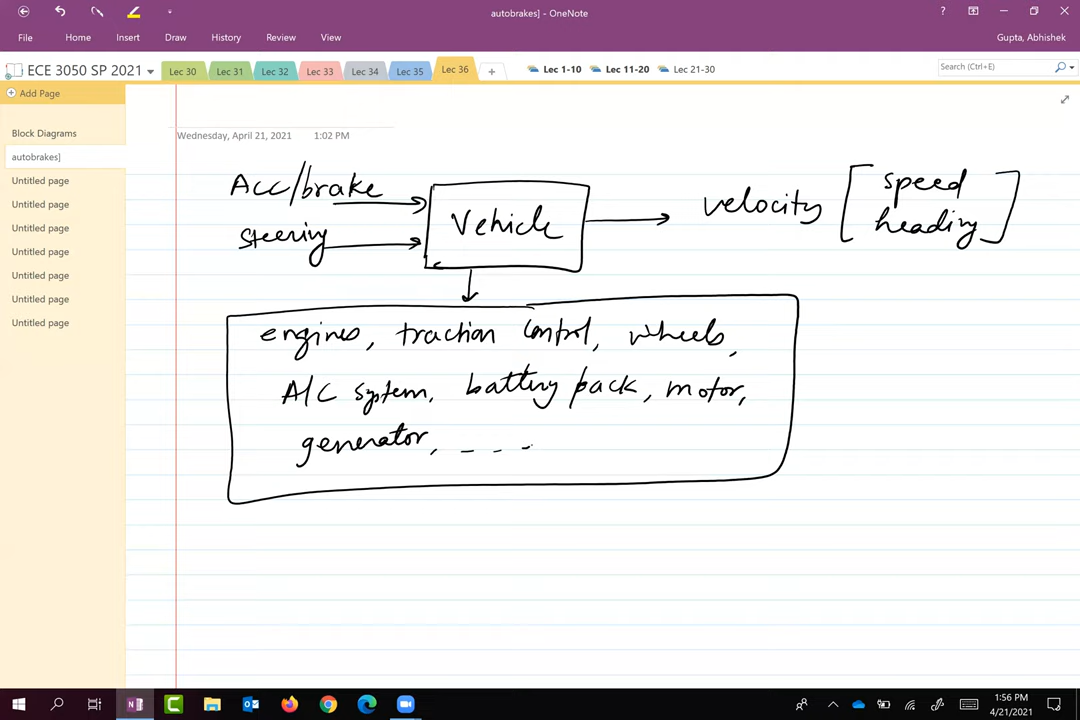 autobrakes] - OneNote
?
File Home Insert Draw History Review View
Gupta, Abhishek
ECE 3050 SP 2021
Lec 30 Lec 31 Lec 32 Lec 33 Lec 34 Lec 35 Lec 36 + Lec 1-10 Lec 11-20 Lec 21-30
Search (Ctrl+E)
Add Page
Block Diagrams
autobrakes]
Untitled page
Untitled page
Untitled page
Untitled page
Untitled page
Untitled page
Untitled page
Wednesday, April 21, 2021 1:02 PM
Acc/brake
steering
Vehicle
velocity
speed
heading
engines, traction control, wheels,
A/C system, battery pack, motor,
generator, - - -
1:56 PM
4/21/2021